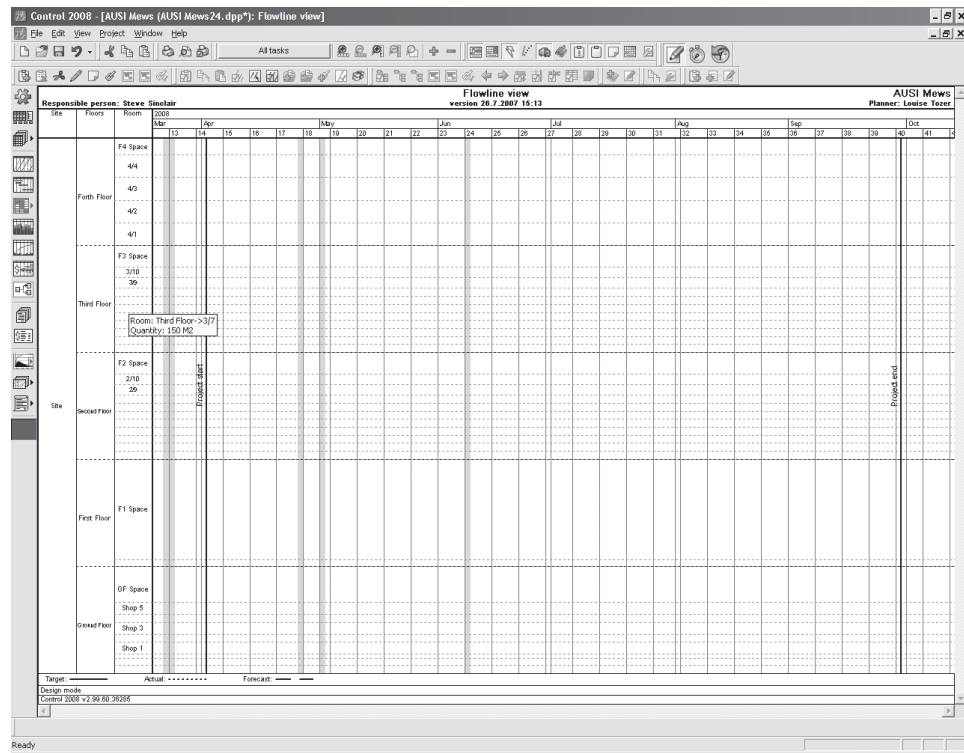 Control 2008 - [AUSI Mews (AUSI Mews24.dpp*): Flowline view]
File Edit View Project Window Help
All tasks
Flowline view
AUSI Mews
Responsible person: Steve Sinclair
version 26.7.2007 15:13
Planner: Louise Tozer
Site Floors Room 2008
Mar Apr May Jun Jul Aug Sep Oct
13 14 15 16 17 18 19 20 21 22 23 24 25 26 27 28 29 30 31 32 33 34 35 36 37 38 39 40 41
F4 Space
4/4
4/3
Forth Floor
4/2
4/1
F3 Space
3/10
3/9
Third Floor
Room: Third Floor->3/7
Quantity: 150 M2
F2 Space
2/10
2/9
Project start
Project end
Site
Second Floor
F1 Space
First Floor
GF Space
Shop 5
Ground Floor
Shop 3
Shop 1
Target: Actual: Forecast:
Design mode
Control 2008 v2.99.60.36285
Ready